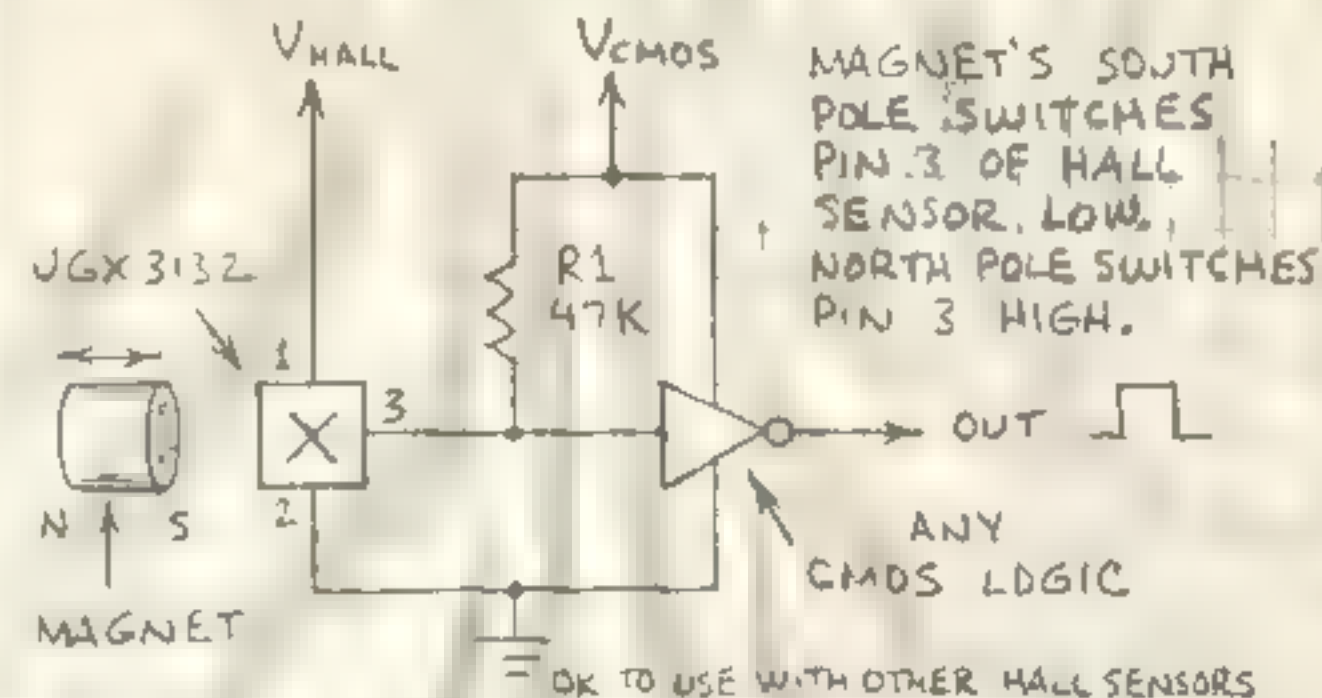 VHALL
VCMOS
MAGNET'S SOUTH
POLE SWITCHES
PIN 3 OF HALL
SENSOR LOW.
NORTH POLE SWITCHES
PIN 3 HIGH.
UGX 3132
R1
47K
1
3
2
OUT
N S
MAGNET
ANY
CMOS LOGIC
OK TO USE WITH OTHER HALL SENSORS